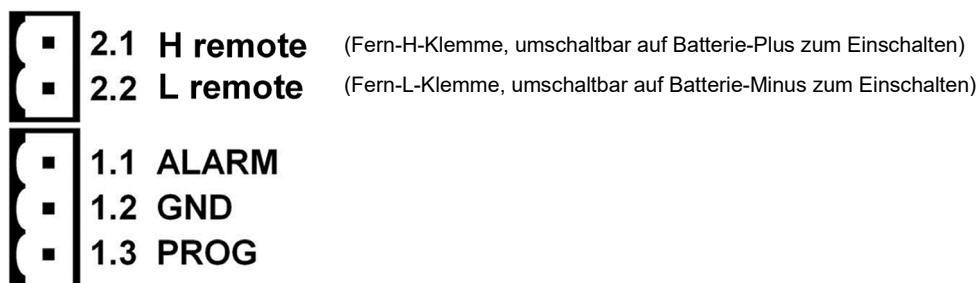 2.1 H remote (Fern-H-Klemme, umschaltbar auf Batterie-Plus zum Einschalten)
2.2 L remote (Fern-L-Klemme, umschaltbar auf Batterie-Minus zum Einschalten)
1.1 ALARM
1.2 GND
1.3 PROG